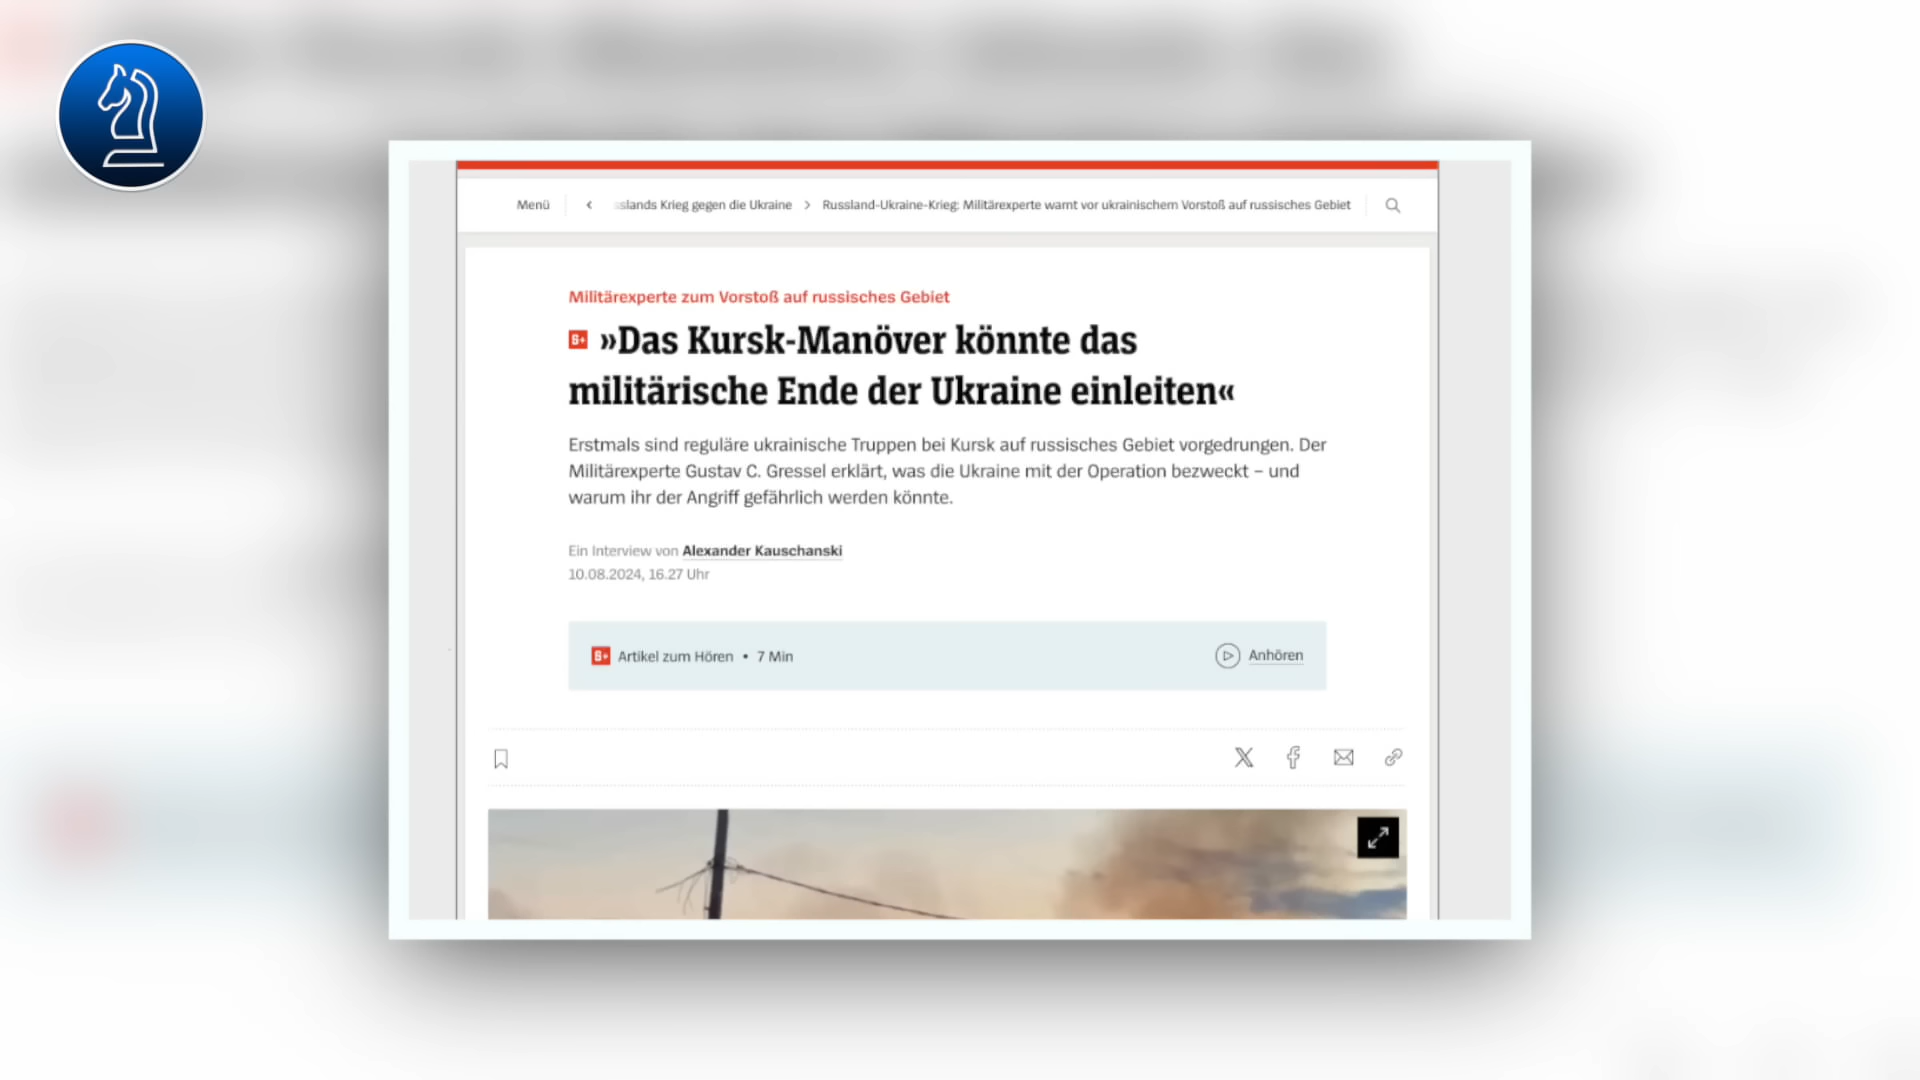 Menü
slands Krieg gegen die Ukraine
Russland-Ukraine-Krieg: Militärexperte warnt vor ukrainischem Vorstoß auf russisches Gebiet
Militärexperte zum Vorstoß auf russisches Gebiet
S+ »Das Kursk-Manöver könnte das
militärische Ende der Ukraine einleiten«
Erstmals sind reguläre ukrainische Truppen bei Kursk auf russisches Gebiet vorgedrungen. Der
Militärexperte Gustav C. Gressel erklärt, was die Ukraine mit der Operation bezweckt – und
warum ihr der Angriff gefährlich werden könnte.
Ein Interview von Alexander Kauschanski
10.08.2024, 16.27 Uhr
S+ Artikel zum Hören • 7 Min
Anhören